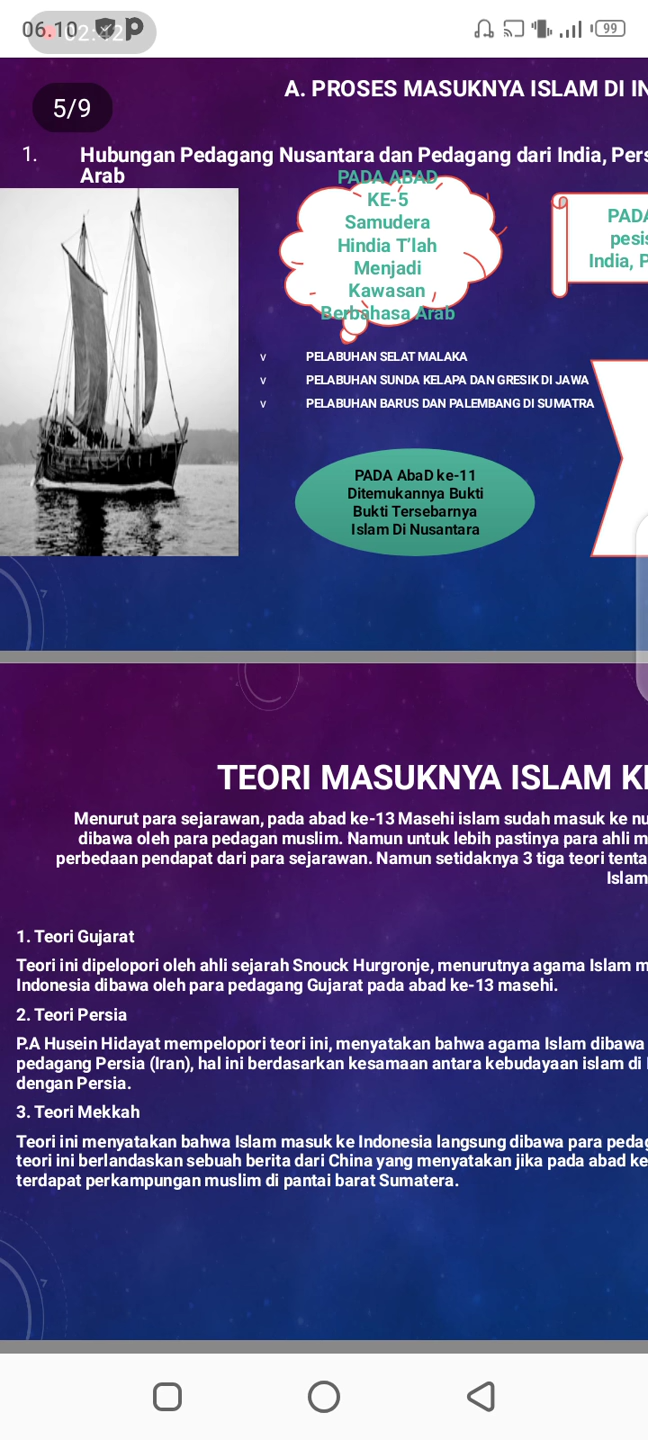 06.10
02:12
99
A. PROSES MASUKNYA ISLAM DI IN
5/9
1. Hubungan Pedagang Nusantara dan Pedagang dari India, Pers
Arab
PADA ABAD
KE-5
Samudera
Hindia T'lah
Menjadi
Kawasan
Berbahasa Arab
PADA
pesis
India, P
v PELABUHAN SELAT MALAKA
v PELABUHAN SUNDA KELAPA DAN GRESIK DI JAWA
v PELABUHAN BARUS DAN PALEMBANG DI SUMATRA
PADA AbaD ke-11
Ditemukannya Bukti
Bukti Tersebarnya
Islam Di Nusantara
TEORI MASUKNYA ISLAM KE
Menurut para sejarawan, pada abad ke-13 Masehi islam sudah masuk ke nu
dibawa oleh para pedagan muslim. Namun untuk lebih pastinya para ahli m
perbedaan pendapat dari para sejarawan. Namun setidaknya 3 tiga teori tenta
Islam
1. Teori Gujarat
Teori ini dipelopori oleh ahli sejarah Snouck Hurgronje, menurutnya agama Islam m
Indonesia dibawa oleh para pedagang Gujarat pada abad ke-13 masehi.
2. Teori Persia
P.A Husein Hidayat mempelopori teori ini, menyatakan bahwa agama Islam dibawa
pedagang Persia (Iran), hal ini berdasarkan kesamaan antara kebudayaan islam di I
dengan Persia.
3. Teori Mekkah
Teori ini menyatakan bahwa Islam masuk ke Indonesia langsung dibawa para pedag
teori ini berlandaskan sebuah berita dari China yang menyatakan jika pada abad ke
terdapat perkampungan muslim di pantai barat Sumatera.